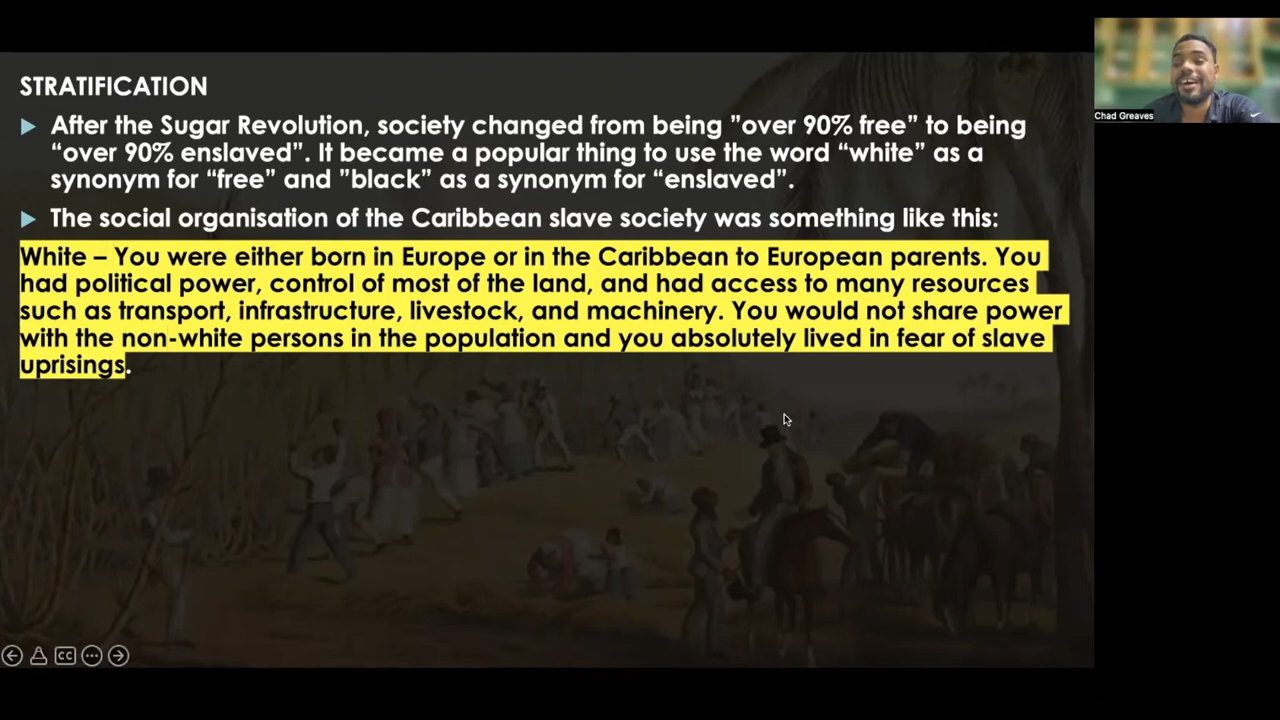 STRATIFICATION
After the Sugar Revolution, society changed from being ”over 90% free” to being
“over 90% enslaved”. It became a popular thing to use the word “white” as a
synonym for “free” and ”black” as a synonym for “enslaved”.
The social organisation of the Caribbean slave society was something like this:
White – You were either born in Europe or in the Caribbean to European parents. You
had political power, control of most of the land, and had access to many resources
such as transport, infrastructure, livestock, and machinery. You would not share power
with the non-white persons in the population and you absolutely lived in fear of slave
uprisings.
Chad Greaves
CC